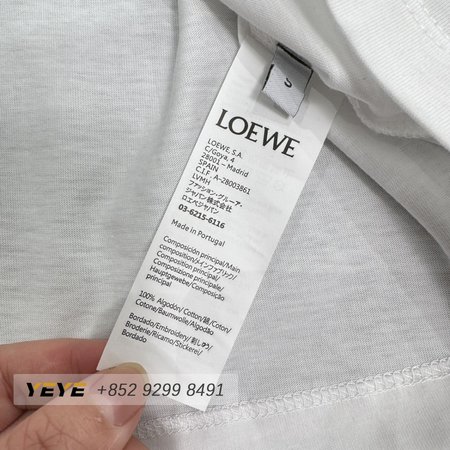 S
LOEWE
LOEWE, S.A.
C/Goya, 4
28001 – Madrid
SPAIN
C.I.F. A-28003861
LVMH
ファッション・グループ・
ジャパン株式会社
ロエベジャパン
03-6215-6116
Made in Portugal
Composición principal/Main
composition/メインファブリック/
Composition principale/
Composizione principale/
Hauptgewebe/Composição
principal
100% Algodón/Cotton/綿/Coton/
Cotone/Baumwolle/Algodão
Bordado/Embroidery/刺しゅう/
Broderie/Ricamo/Stickerei/
Bordado
YEYE +852 9299 8491